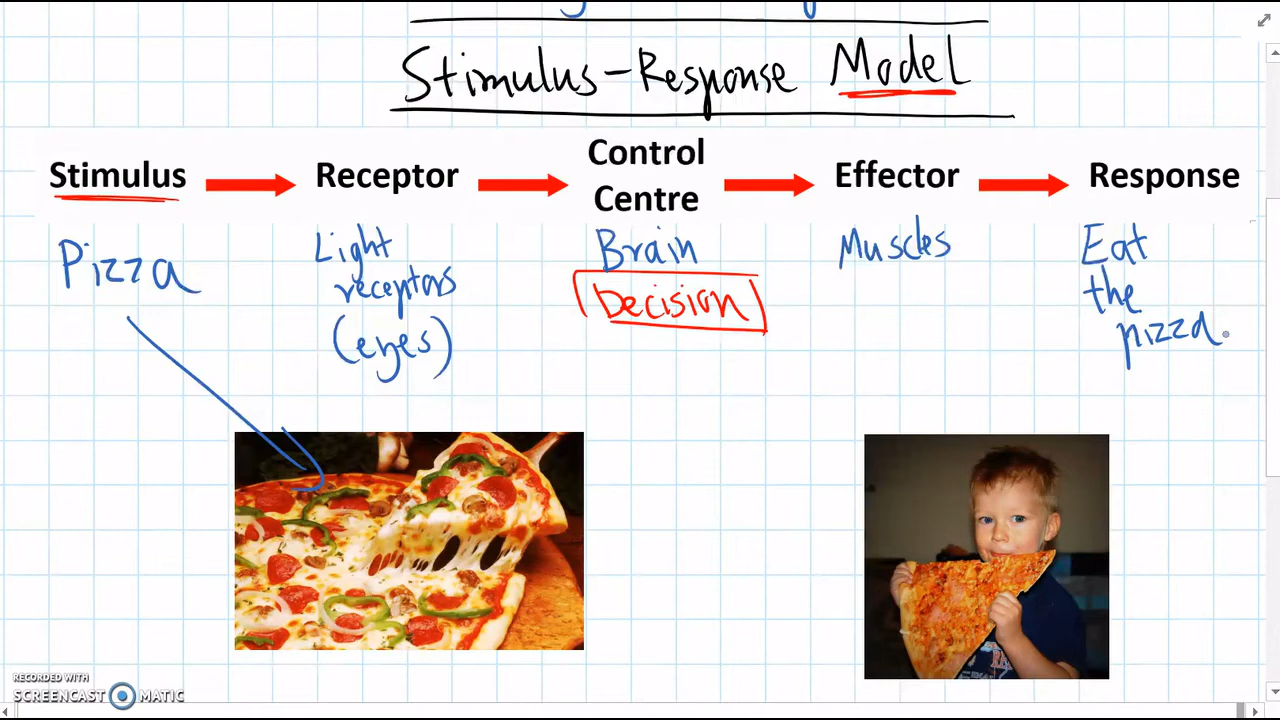 Stimulus-Response Model
Stimulus
Receptor
Control
Centre
Effector
Response
Pizza
Light
receptors
(eyes)
Brain
Decision
Muscles
Eat
the
pizza.
RECORDED WITH
SCREENCAST MATIC